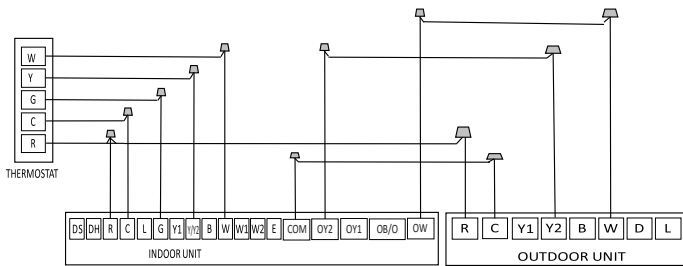 W
Y
G
C
R
THERMOSTAT
DS DH R C L G Y1 Y/Y2 B W W1 W2 E COM OY2 OY1 OB/O OW
INDOOR UNIT
R C Y1 Y2 B W D L
OUTDOOR UNIT